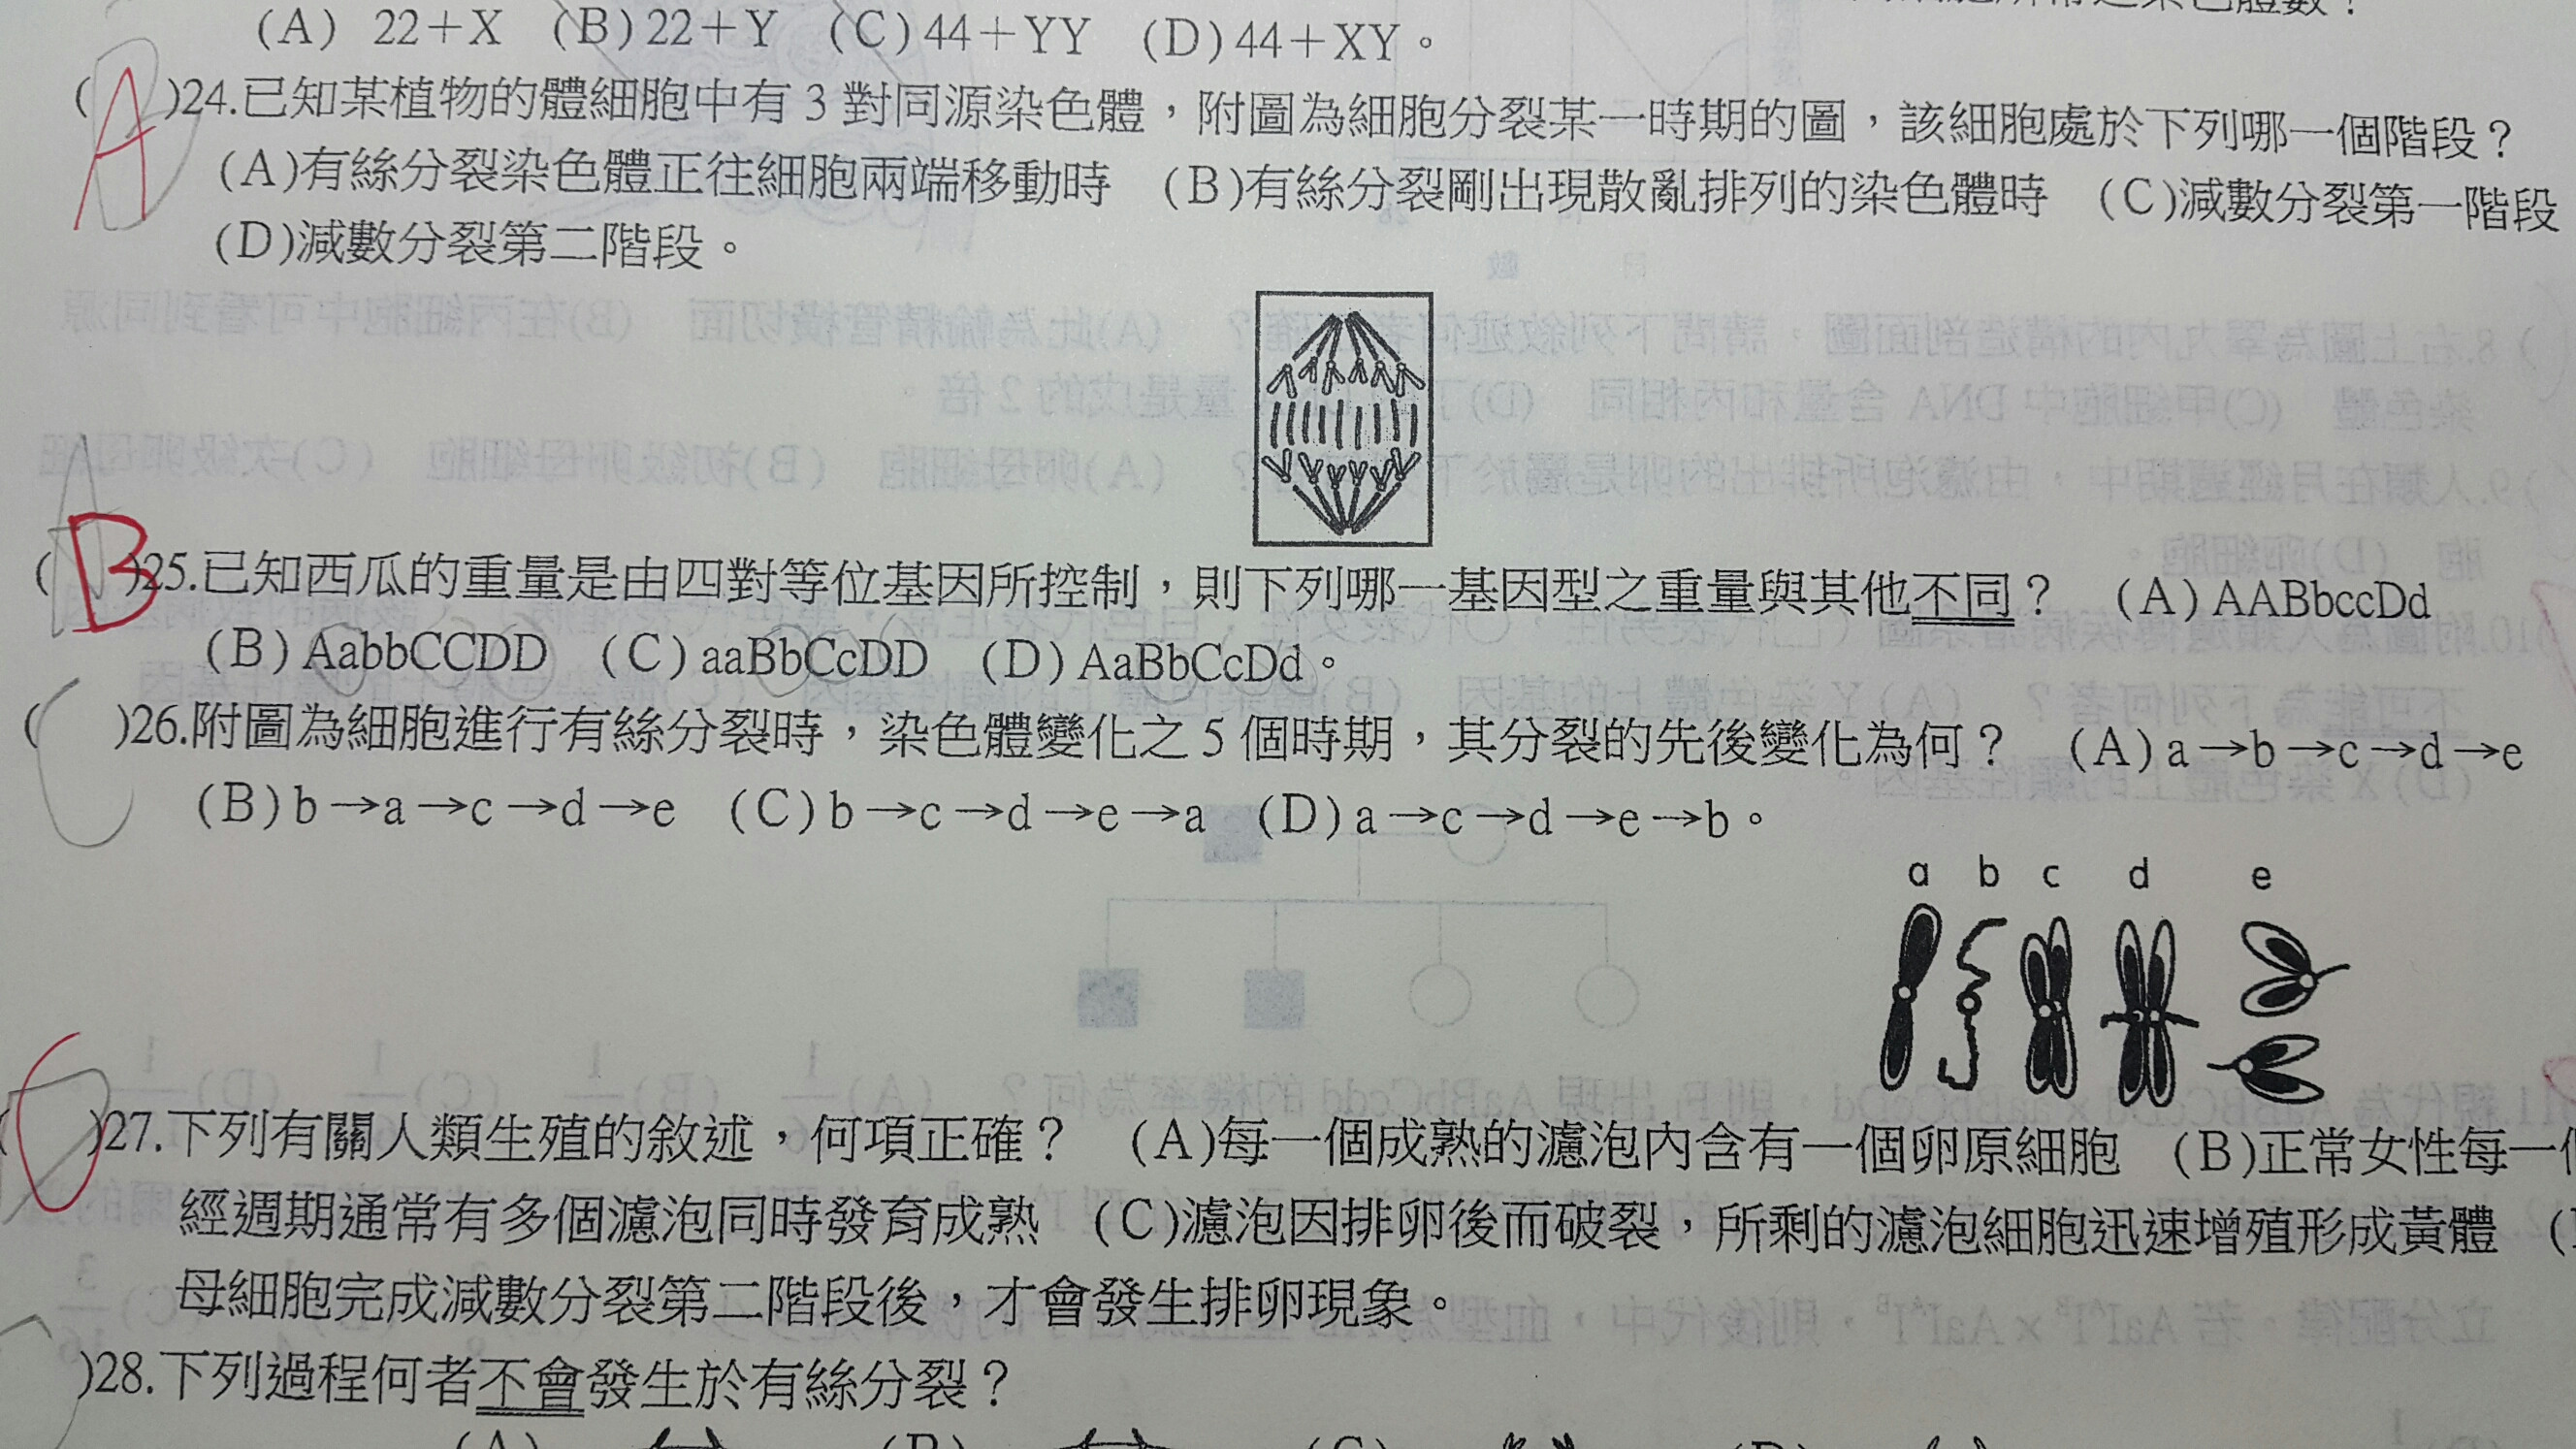 (A) 22+X (B)22+Y (C)44+YY (D)44+XY。
(A)24.已知某植物的體細胞中有3對同源染色體,附圖為細胞分裂某一時期的圖,該細胞處於下列哪一個階段?
(A)有絲分裂染色體正往細胞兩端移動時 (B)有絲分裂剛出現散亂排列的染色體時 (C)減數分裂第一階段
(D)減數分裂第二階段。
(B)25.已知西瓜的重量是由四對等位基因所控制,則下列哪一基因型之重量與其他不同? (A)AABbccDd
(B)AabbCCDD (C)aaBbCcDD (D)AaBbCcDd。
(C)26.附圖為細胞進行有絲分裂時,染色體變化之5個時期,其分裂的先後變化為何? (A)a→b→c→d→e
(B)b→a→c→d→e (C)b→c→d→e→a (D)a→c→d→e→b。
a b c d e
(C)27.下列有關人類生殖的敘述,何項正確? (A)每一個成熟的濾泡內含有一個卵原細胞 (B)正常女性每一
經週期通常有多個濾泡同時發育成熟 (C)濾泡因排卵後而破裂,所剩的濾泡細胞迅速增殖形成黃體
母細胞完成減數分裂第二階段後,才會發生排卵現象。
)28.下列過程何者不會發生於有絲分裂?